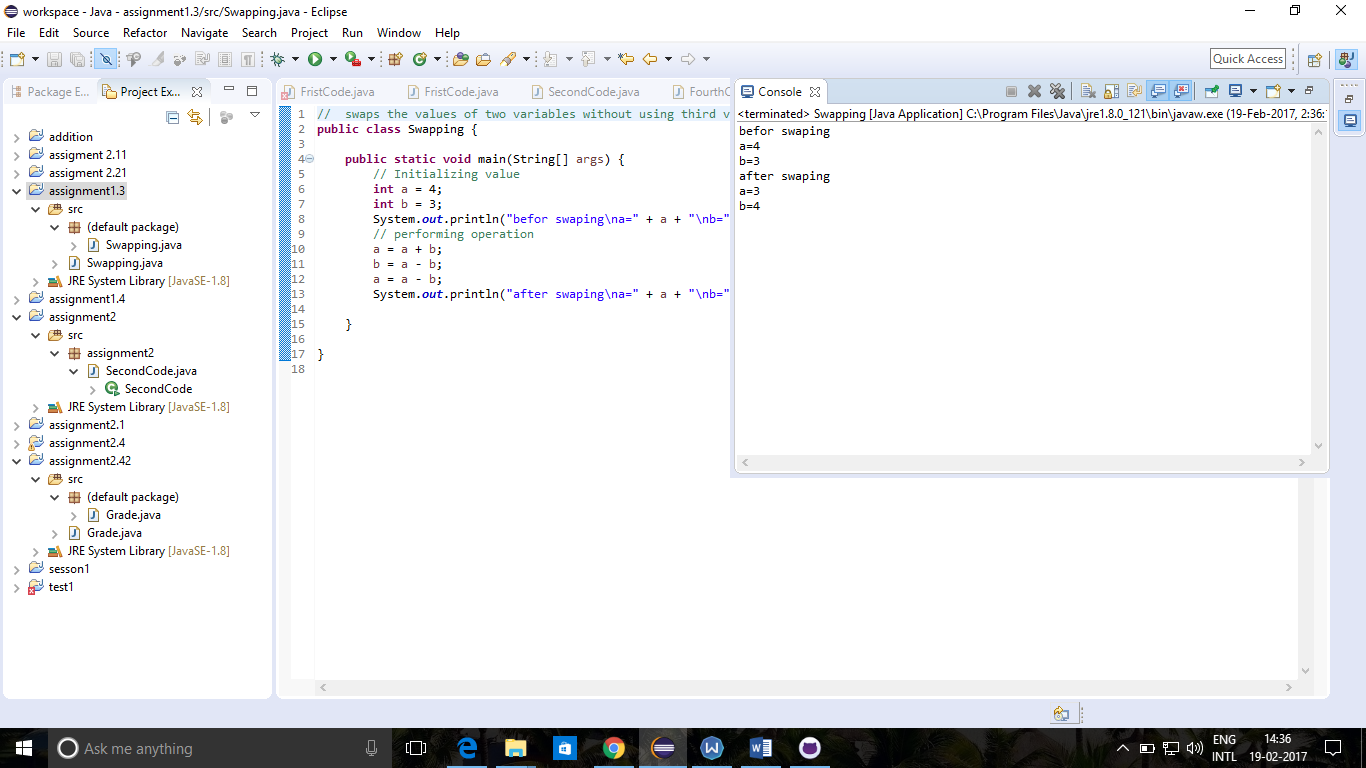 workspace - Java - assignment1.3/src/Swapping.java - Eclipse
File Edit Source Refactor Navigate Search Project Run Window Help
Quick Access
Package E... Project Ex...
FristCode.java FristCode.java SecondCode.java FourthC
Console
<terminated> Swapping [Java Application] C:\Program Files\Java\jre1.8.0_121\bin\javaw.exe (19-Feb-2017, 2:36:
addition
assigment 2.11
assigment 2.21
assignment1.3
src
(default package)
Swapping.java
Swapping.java
JRE System Library [JavaSE-1.8]
assignment1.4
assignment2
src
assignment2
SecondCode.java
SecondCode
JRE System Library [JavaSE-1.8]
assignment2.1
assignment2.4
assignment2.42
src
(default package)
Grade.java
Grade.java
JRE System Library [JavaSE-1.8]
sesson1
test1
1 //  swaps the values of two variables without using third v
2 public class Swapping {
3
4     public static void main(String[] args) {
5         // Initializing value
6         int a = 4;
7         int b = 3;
8         System.out.println("befor swaping\na=" + a + "\nb="
9         // performing operation
10         a = a + b;
11         b = a - b;
12         a = a - b;
13         System.out.println("after swaping\na=" + a + "\nb="
14
15     }
16
17 }
18
befor swaping
a=4
b=3
after swaping
a=3
b=4
Ask me anything
ENG
INTL
14:36
19-02-2017